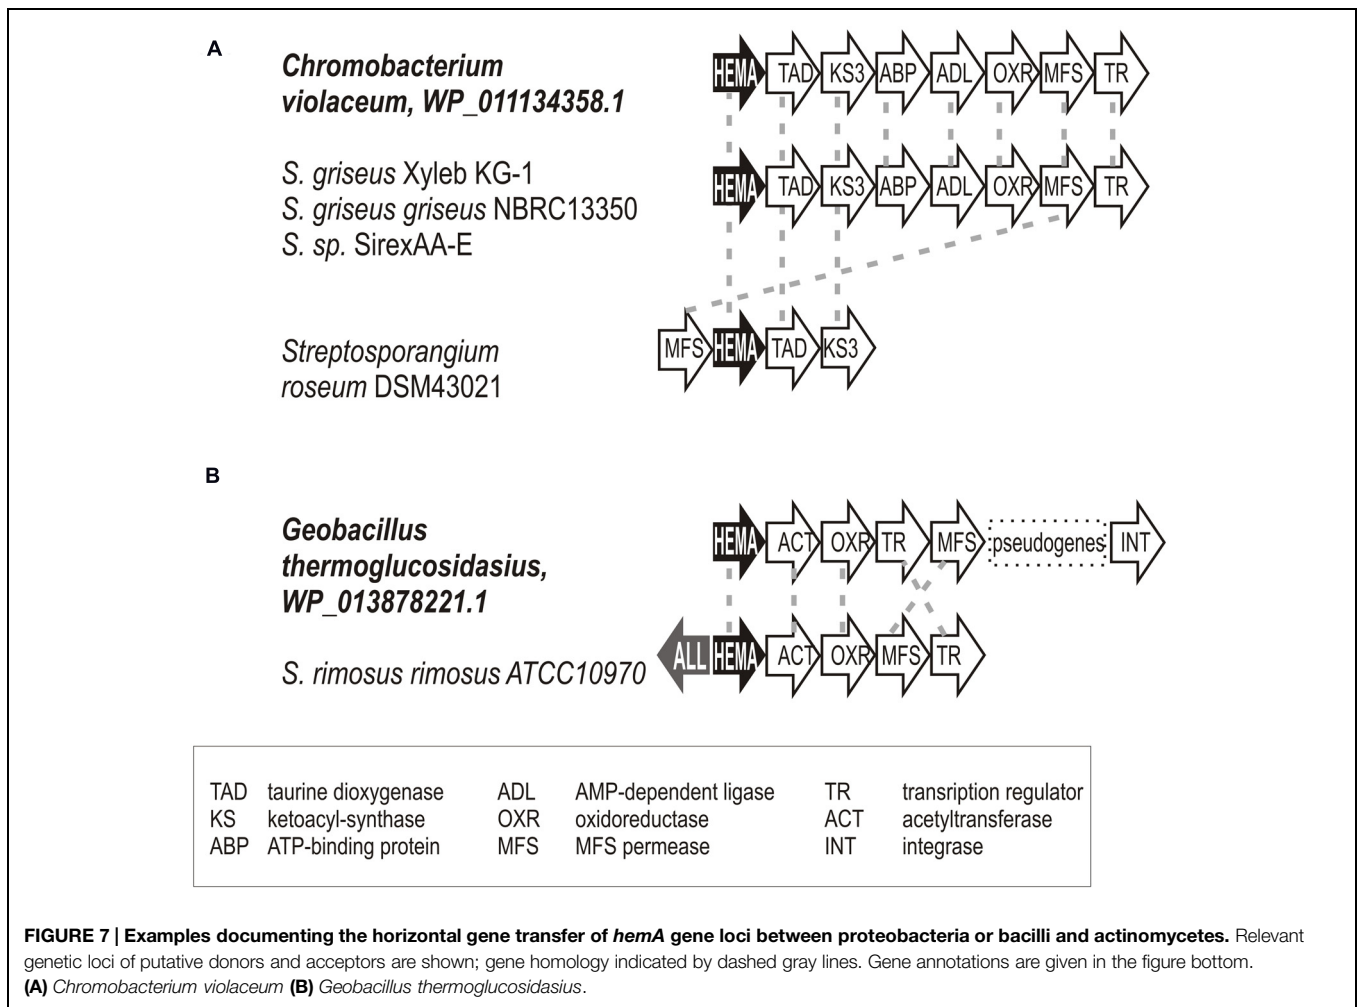 A
Chromobacterium
violaceum, WP_011134358.1
HEMA TAD KS3 ABP ADL OXR MFS TR
S. griseus Xyleb KG-1
S. griseus griseus NBRC13350
S. sp. SirexAA-E
HEMA TAD KS3 ABP ADL OXR MFS TR
Streptosporangium
roseum DSM43021
MFS HEMA TAD KS3
B
Geobacillus
thermoglucosidasius,
WP_013878221.1
HEMA ACT OXR TR MFS pseudogenes INT
S. rimosus rimosus ATCC10970
ALL HEMA ACT OXR MFS TR
TAD taurine dioxygenase ADL AMP-dependent ligase TR transription regulator
KS ketoacyl-synthase OXR oxidoreductase ACT acetyltransferase
ABP ATP-binding protein MFS MFS permease INT integrase
FIGURE 7 | Examples documenting the horizontal gene transfer of hemA gene loci between proteobacteria or bacilli and actinomycetes. Relevant
genetic loci of putative donors and acceptors are shown; gene homology indicated by dashed gray lines. Gene annotations are given in the figure bottom.
(A) Chromobacterium violaceum (B) Geobacillus thermoglucosidasius.